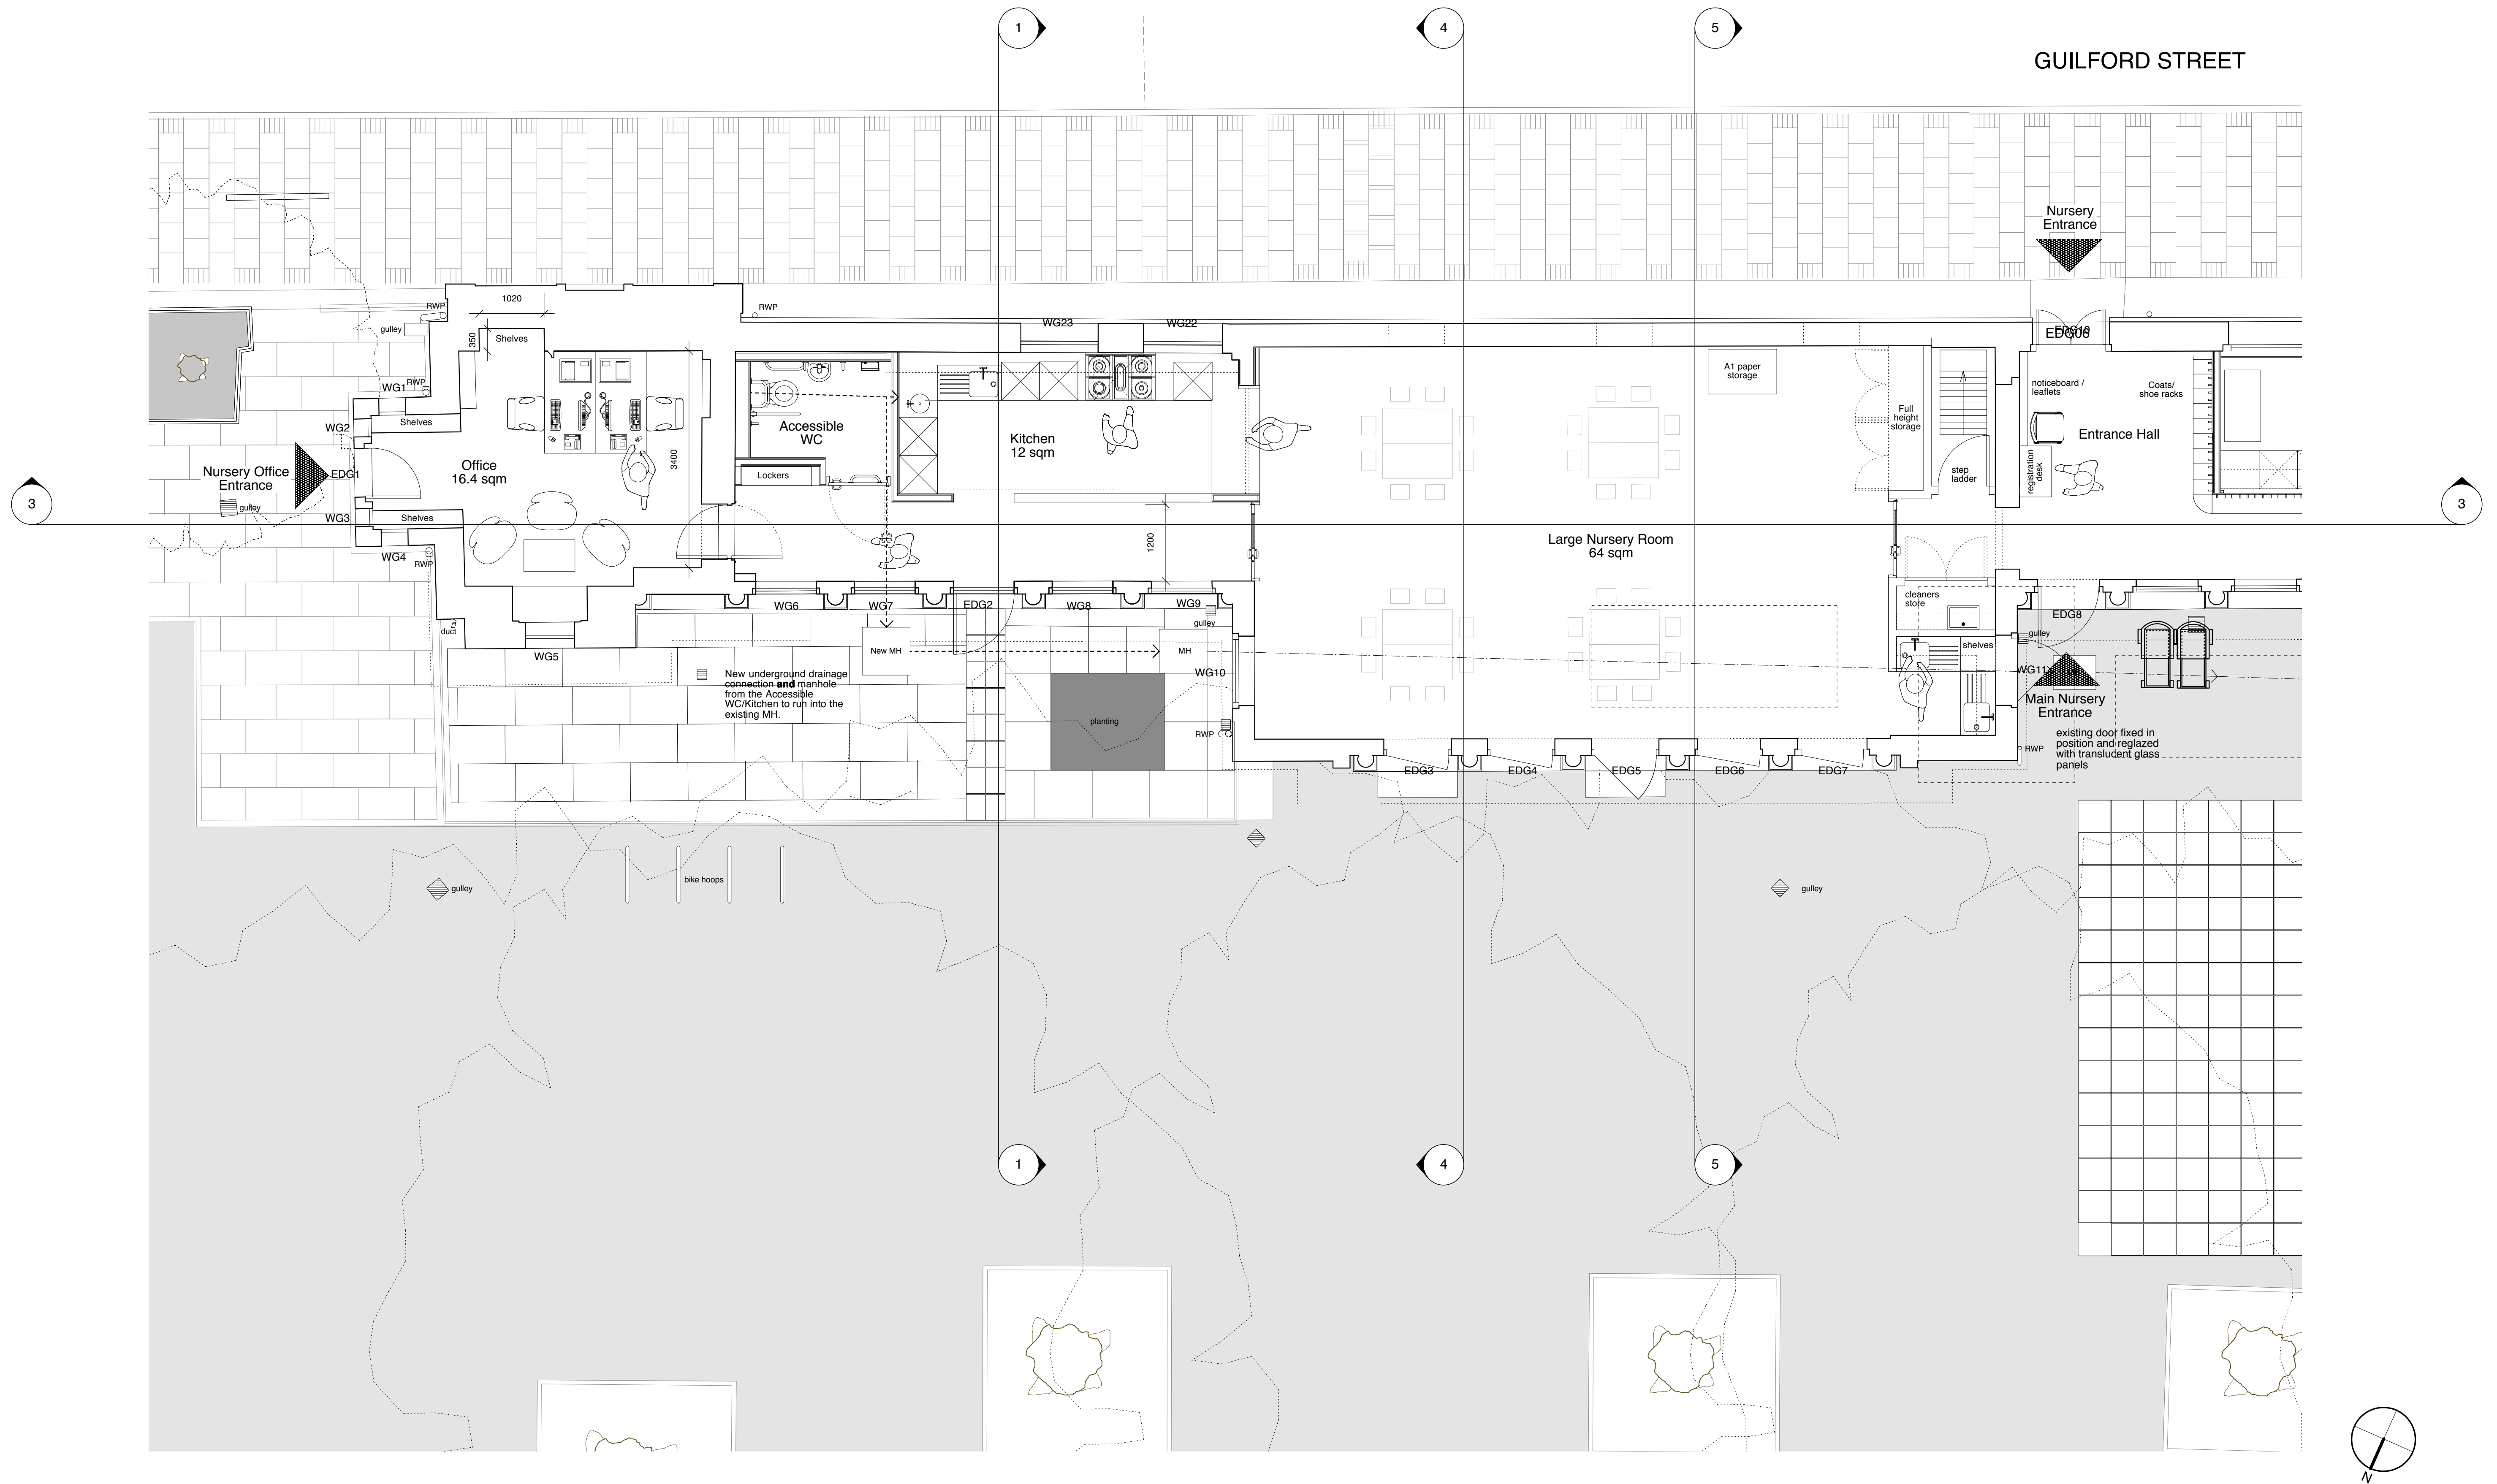 1
4
5
GUILFORD STREET
Nursery
Entrance
1020
RWP
RWP
gulley
350
Shelves
WG23
WG22
EDG06
WG1
RWP
A1 paper
storage
noticeboard /
leaflets
Coats/
shoe racks
Shelves
WG2
Accessible
WC
Kitchen
12 sqm
Full
height
storage
Entrance Hall
Nursery Office
Entrance
EDG1
Office
16.4 sqm
3400
Lockers
step
ladder
registration
desk
3
3
gulley
WG3
Shelves
1200
Large Nursery Room
64 sqm
WG4
RWP
cleaners
store
WG6
WG7
EDG2
WG8
WG9
EDG8
gulley
duct
gulley
WG5
New MH
MH
shelves
New underground drainage
connection and manhole
from the Accessible
WC/Kitchen to run into the
existing MH.
WG10
WG11
Main Nursery
Entrance
planting
RWP
existing door fixed in
position and reglazed
with translucent glass
panels
RWP
EDG3
EDG4
EDG5
EDG6
EDG7
bike hoops
gulley
gulley
1
4
5
N